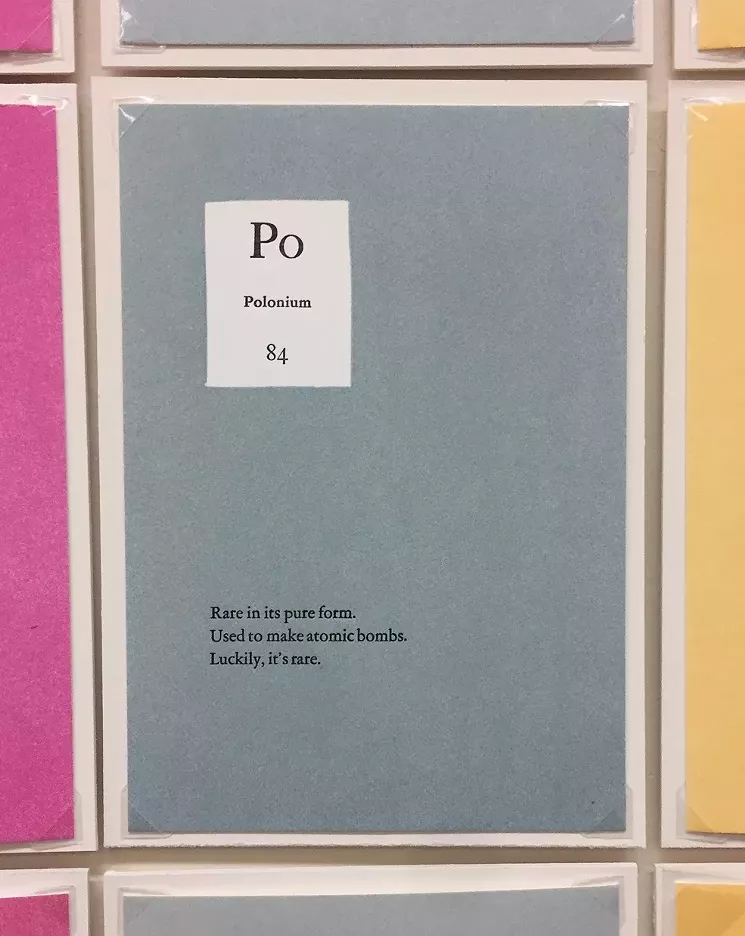 Po
Polonium
84
Rare in its pure form.
Used to make atomic bombs.
Luckily, it's rare.